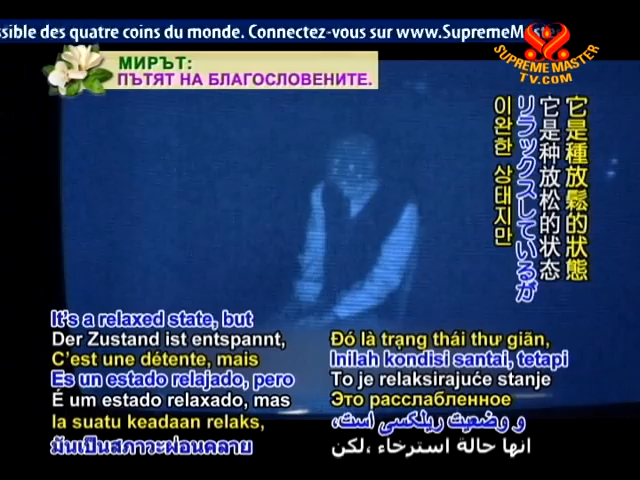 ssible des quatre coins du monde. Connectez-vous sur www.SupremeMaste
SUPREME MASTER
TV.COM
МИРЪТ:
ПЪТЯТ НА БЛАГОСЛОВЕНИТЕ.
它是種放鬆的狀態
它是种放松的状态
リラックスしているが
이완한 상태지만
It's a relaxed state, but
Der Zustand ist entspannt,
C'est une détente, mais
Es un estado relajado, pero
É um estado relaxado, mas
Ia suatu keadaan relaks,
มันเป็นสภาวะผ่อนคลาย
Đó là trạng thái thư giãn,
Inilah kondisi santai, tetapi
To je relaksirajuće stanje
Это расслабленное
و وضعیت ریلکسی است،
انها حالة استرخاء ،لكن